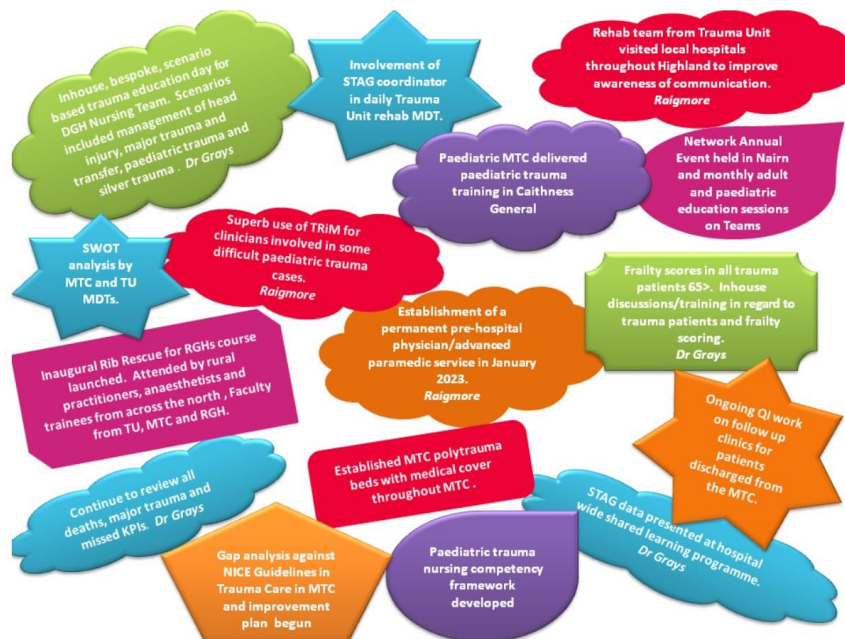 Inhouse, bespoke, scenario
based trauma education day for
DGH Nursing Team. Scenarios
included management of head
injury, major trauma and
transfer, paediatric trauma and
silver trauma . Dr Grays
Involvement of
STAG coordinator
in daily Trauma
Unit rehab MDT.
Rehab team from Trauma Unit
visited local hospitals
throughout Highland to improve
awareness of communication.
Raigmore
Paediatric MTC delivered
paediatric trauma
training in Caithness
General
Network Annual
Event held in Nairn
and monthly adult
and paediatric
education sessions
on Teams
SWOT
analysis by
MTC and TU
MDTs.
Superb use of TRiM for
clinicians involved in some
difficult paediatric trauma
cases.
Raigmore
Establishment of a
permanent pre-hospital
physician/advanced
paramedic service in January
2023.
Raigmore
Frailty scores in all trauma
patients 65>. Inhouse
discussions/training in regard to
trauma patients and frailty
scoring.
Dr Grays
Inaugural Rib Rescue for RGHs course
launched. Attended by rural
practitioners, anaesthetists and
trainees from across the north , Faculty
from TU, MTC and RGH.
Ongoing QI work
on follow up
clinics for
patients
discharged from
the MTC.
Established MTC polytrauma
beds with medical cover
throughout MTC .
Continue to review all
deaths, major trauma and
missed KPIs. Dr Grays
STAG data presented at hospital
wide shared learning programme.
Dr Grays
Gap analysis against
NICE Guidelines in
Trauma Care in MTC
and improvement
plan begun
Paediatric trauma
nursing competency
framework
developed